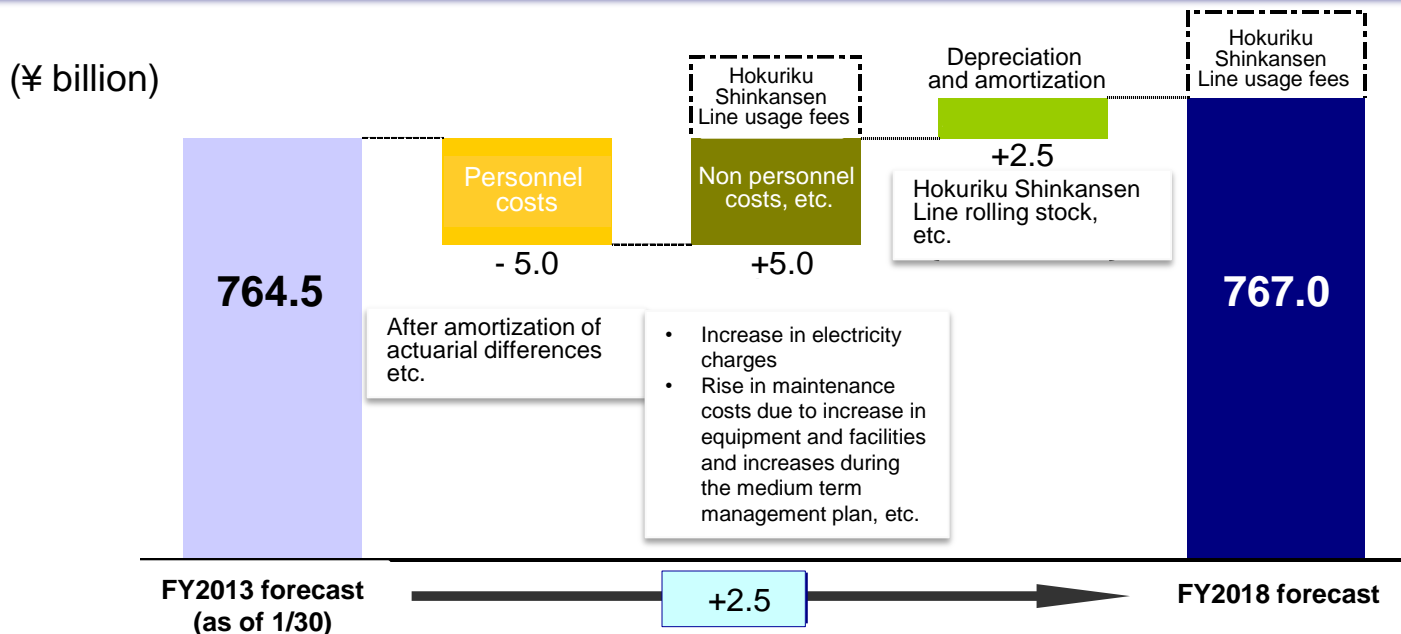 (¥ billion)
764.5
Personnel
costs
- 5.0
After amortization of
actuarial differences
etc.
Hokuriku
Shinkansen
Line usage fees
Non personnel
costs, etc.
+5.0
• Increase in electricity
charges
• Rise in maintenance
costs due to increase in
equipment and facilities
and increases during
the medium term
management plan, etc.
Depreciation
and amortization
+2.5
Hokuriku Shinkansen
Line rolling stock,
etc.
Hokuriku
Shinkansen
Line usage fees
767.0
FY2013 forecast
(as of 1/30)
+2.5
FY2018 forecast